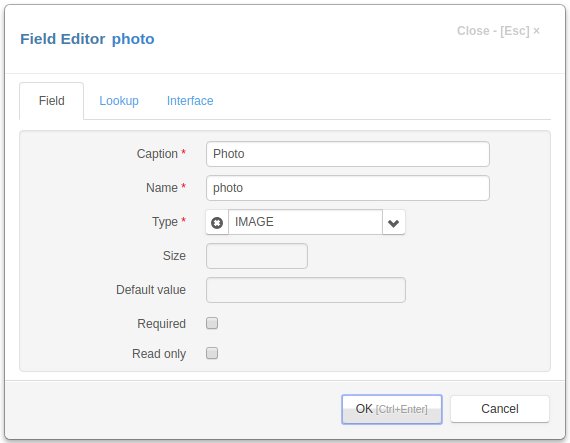 Field Editor photo
Close - [Esc] ×
Field Lookup Interface
Caption *
Photo
Name *
photo
Type *
IMAGE
Size
Default value
Required
Read only
OK [Ctrl+Enter]
Cancel